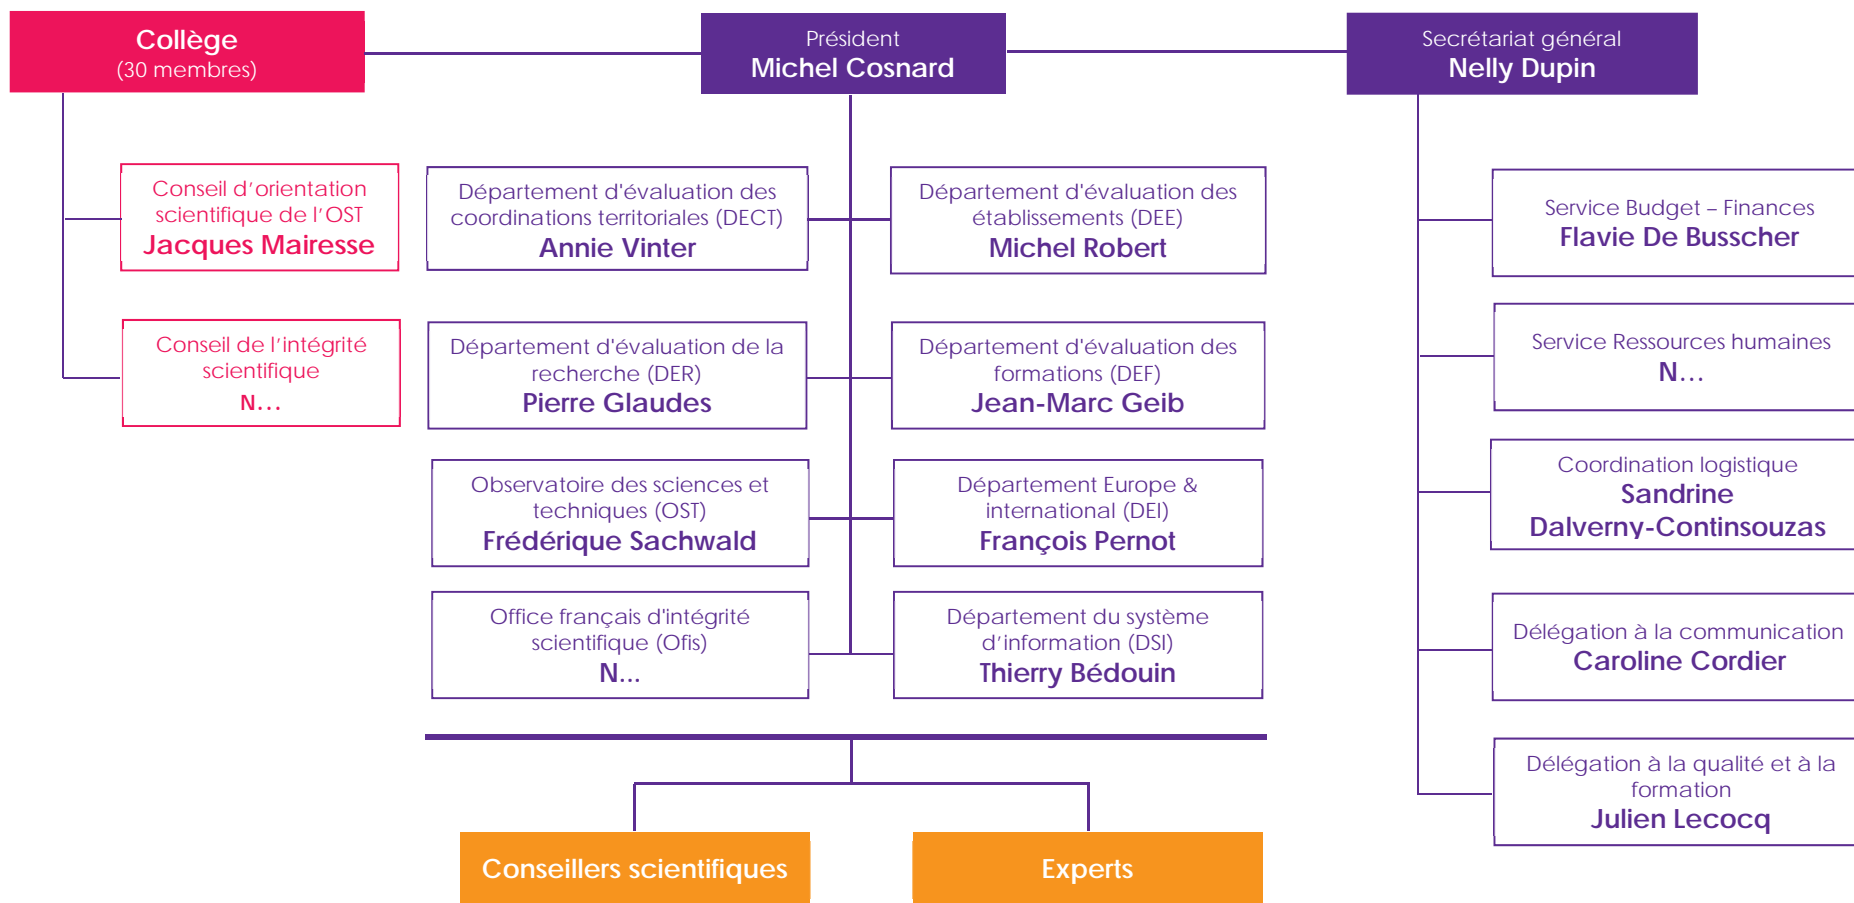 Collège
(30 membres)
Président
Michel Cosnard
Secrétariat général
Nelly Dupin
Conseil d’orientation
scientifique de l’OST
Jacques Mairesse
Conseil de l’intégrité
scientifique
N...
Département d'évaluation des
coordinations territoriales (DECT)
Annie Vinter
Département d'évaluation des
établissements (DEE)
Michel Robert
Département d'évaluation de la
recherche (DER)
Pierre Glaudes
Département d'évaluation des
formations (DEF)
Jean-Marc Geib
Observatoire des sciences et
techniques (OST)
Frédérique Sachwald
Département Europe &
international (DEI)
François Pernot
Office français d'intégrité
scientifique (Ofis)
N...
Département du système
d’information (DSI)
Thierry Bédouin
Service Budget – Finances
Flavie De Busscher
Service Ressources humaines
N...
Coordination logistique
Sandrine
Dalverny-Continsouzas
Délégation à la communication
Caroline Cordier
Délégation à la qualité et à la
formation
Julien Lecocq
Conseillers scientifiques
Experts